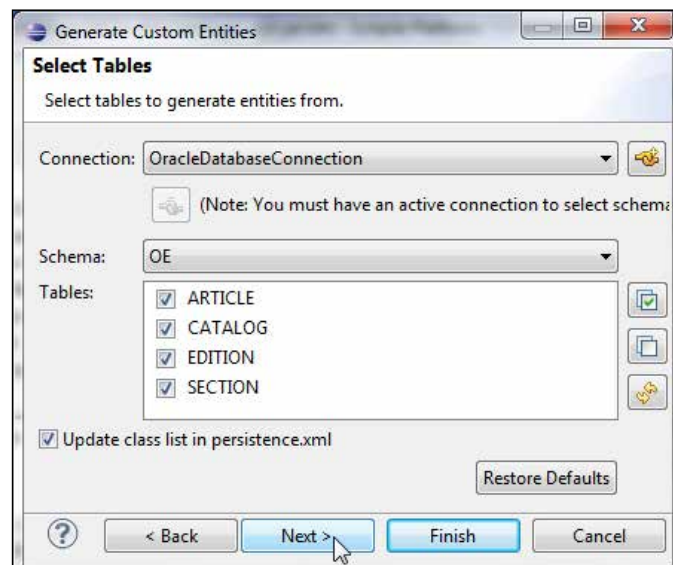 Generate Custom Entities
Select Tables
Select tables to generate entities from.
Connection: OracleDatabaseConnection
(Note: You must have an active connection to select schema
Schema: OE
Tables:
ARTICLE
CATALOG
EDITION
SECTION
Update class list in persistence.xml
Restore Defaults
? < Back Next > Finish Cancel